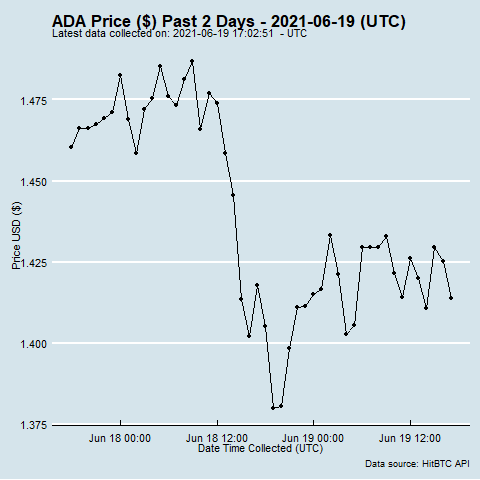 ADA Price ($) Past 2 Days - 2021-06-19 (UTC)
Latest data collected on: 2021-06-19 17:02:51 - UTC
1.475
1.450
1.425
1.400
1.375
Price USD ($)
Jun 18 00:00 Jun 18 12:00 Jun 19 00:00 Jun 19 12:00
Date Time Collected (UTC)
Data source: HitBTC API